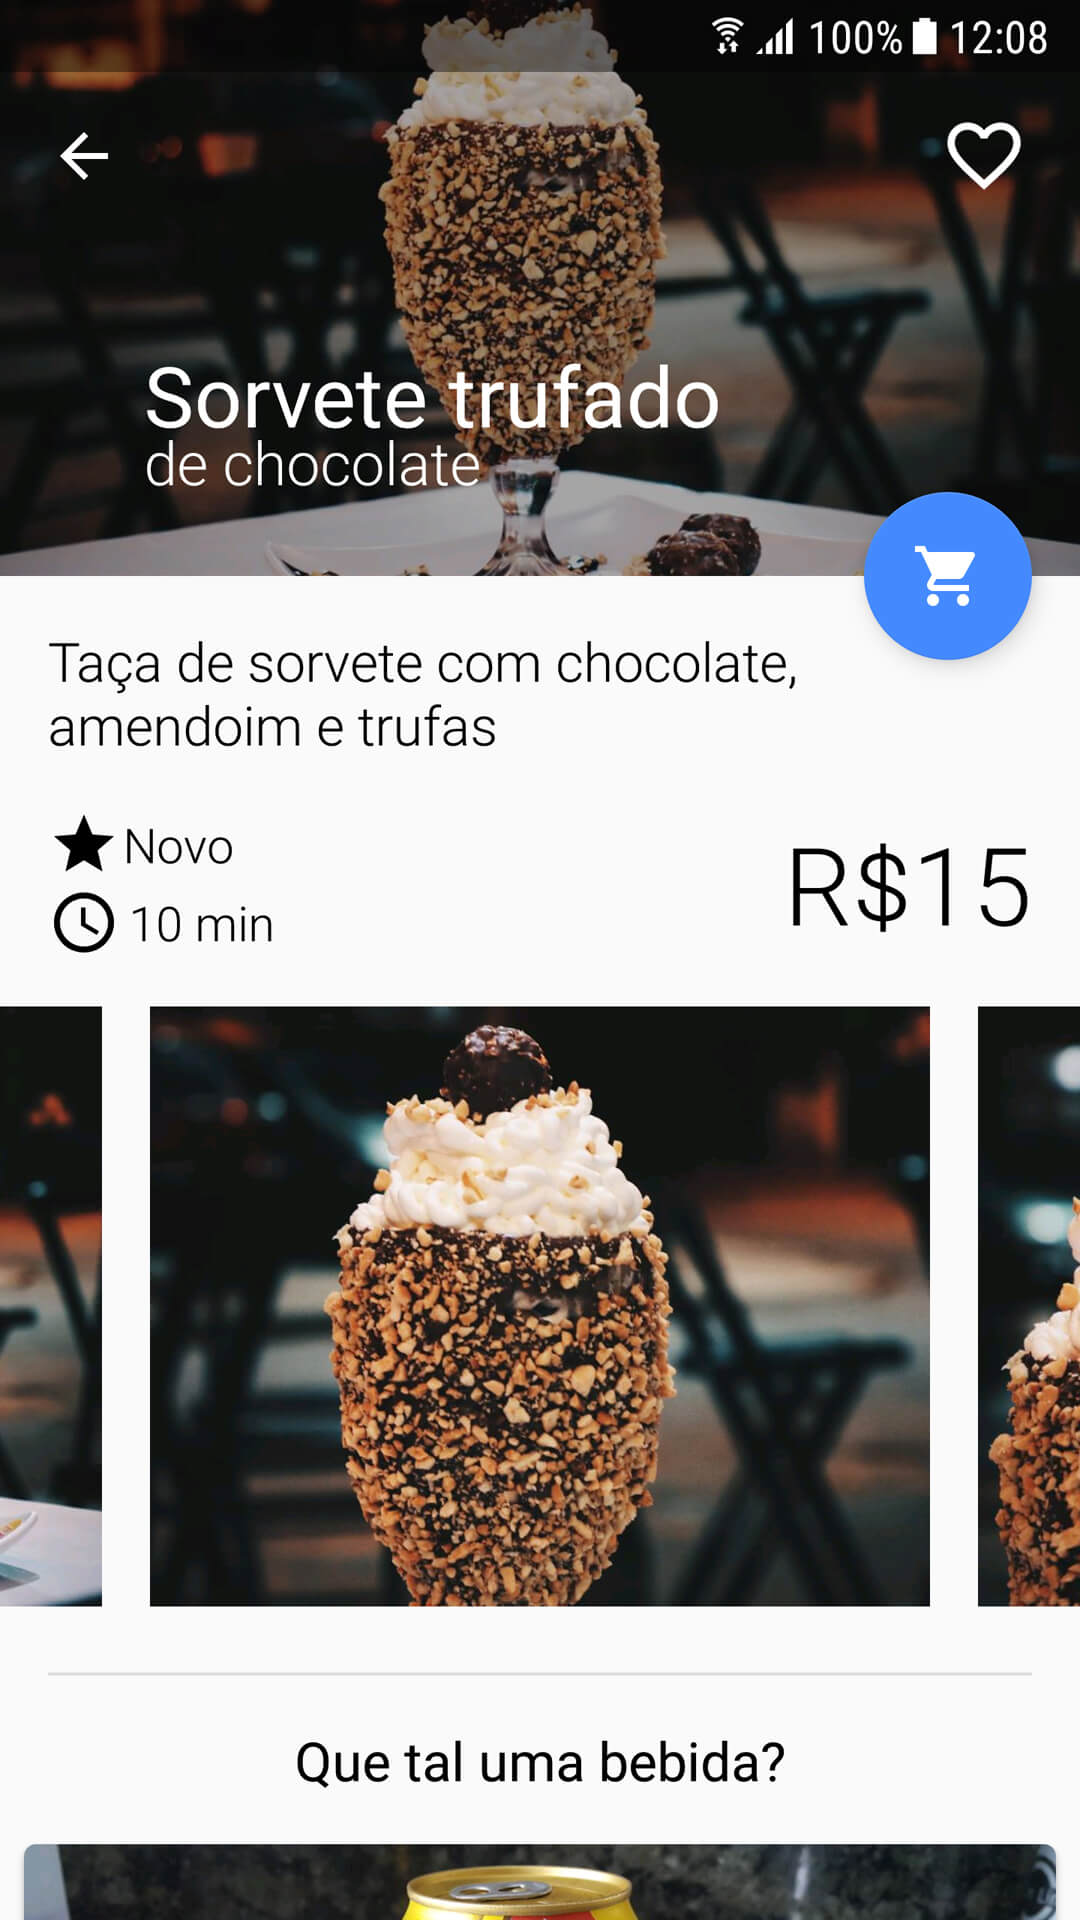 100% 12:08
Sorvete trufado
de chocolate
Taça de sorvete com chocolate,
amendoim e trufas
Novo
10 min
R$15
Que tal uma bebida?